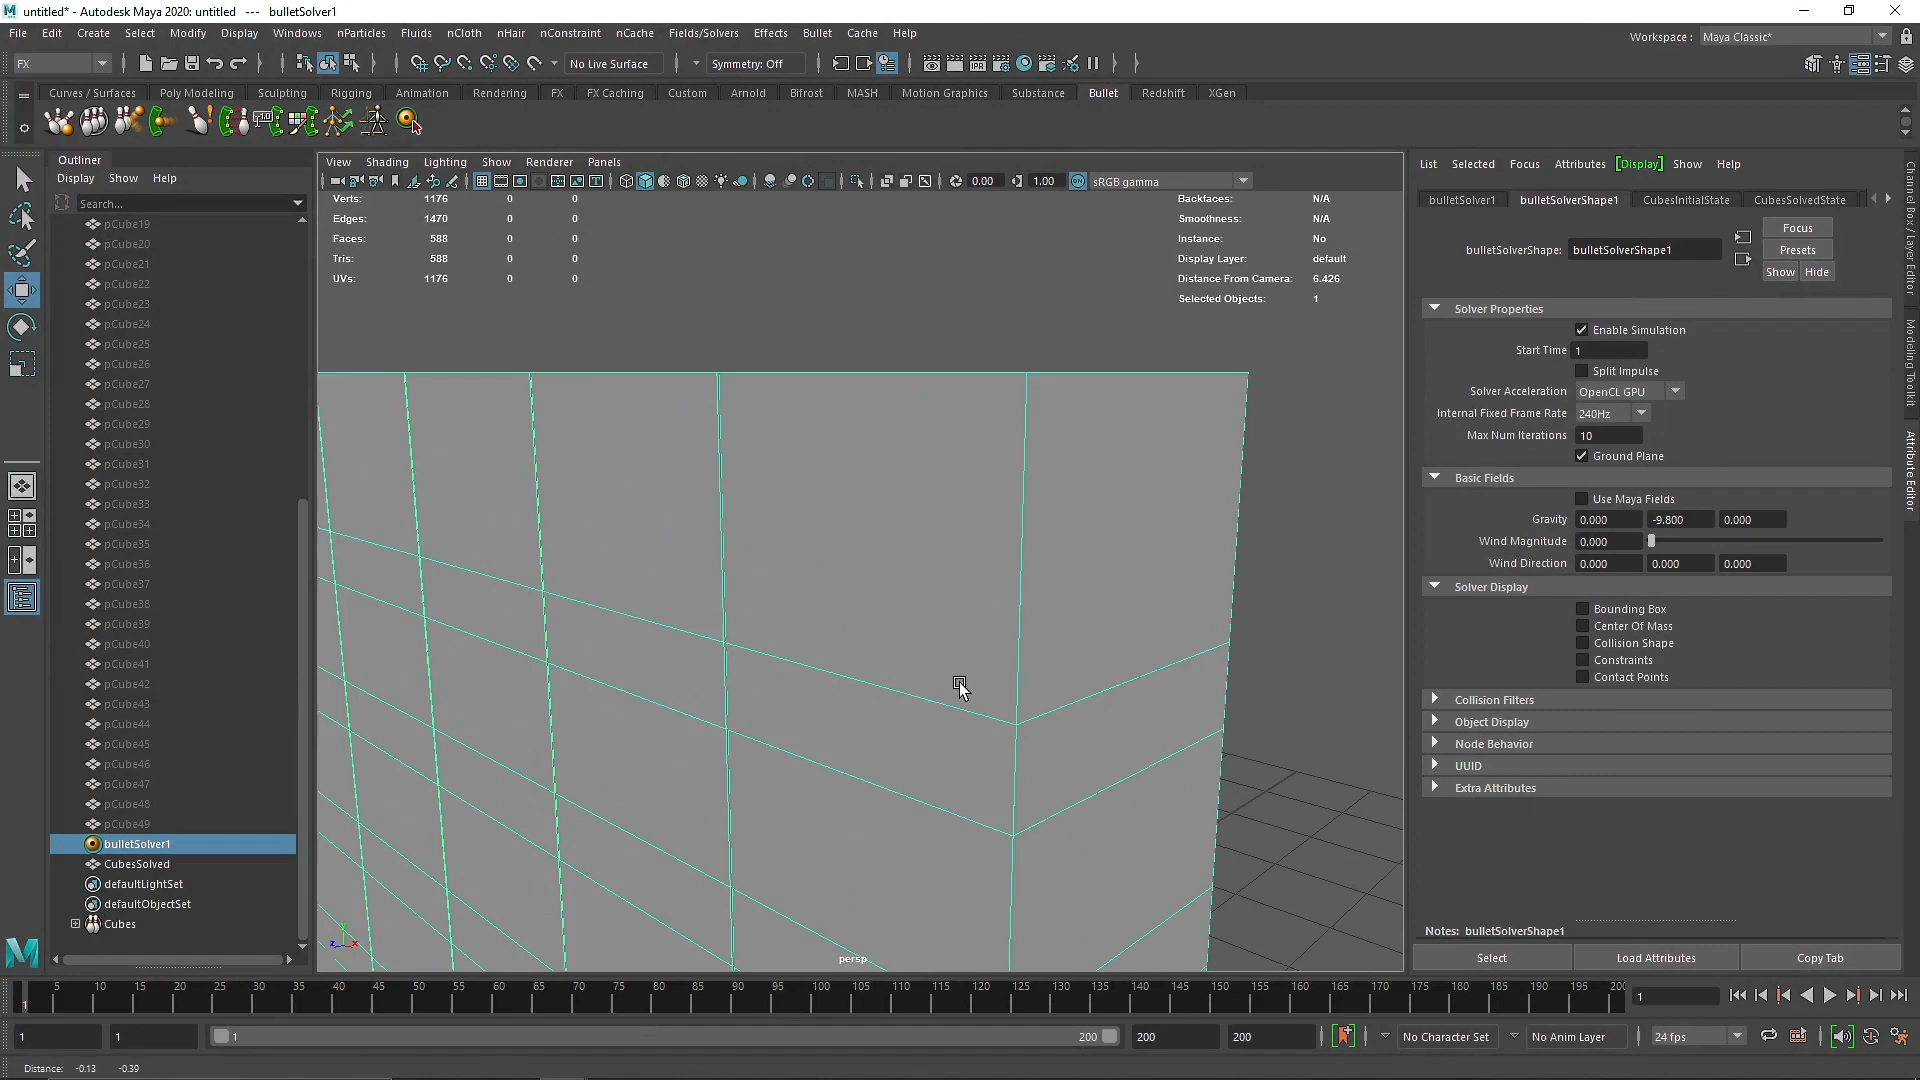 untitled* - Autodesk Maya 2020: untitled   ---   bulletSolver1
File Edit Create Select Modify Display Windows nParticles Fluids nCloth nHair nConstraint nCache Fields/Solvers Effects Bullet Cache Help
Workspace : Maya Classic*
FX No Live Surface Symmetry: Off
Curves / Surfaces Poly Modeling Sculpting Rigging Animation Rendering FX FX Caching Custom Arnold Bifrost MASH Motion Graphics Substance Bullet Redshift XGen
Outliner
Display Show Help
Search...
pCube19
pCube20
pCube21
pCube22
pCube23
pCube24
pCube25
pCube26
pCube27
pCube28
pCube29
pCube30
pCube31
pCube32
pCube33
pCube34
pCube35
pCube36
pCube37
pCube38
pCube39
pCube40
pCube41
pCube42
pCube43
pCube44
pCube45
pCube46
pCube47
pCube48
pCube49
bulletSolver1
CubesSolved
defaultLightSet
defaultObjectSet
Cubes
View Shading Lighting Show Renderer Panels
0.00 1.00 sRGB gamma
Verts: 1176 0 0
Edges: 1470 0 0
Faces: 588 0 0
Tris: 588 0 0
UVs: 1176 0 0
Backfaces: N/A
Smoothness: N/A
Instance: No
Display Layer: default
Distance From Camera: 6.426
Selected Objects: 1
persp
List Selected Focus Attributes [Display] Show Help
bulletSolver1 bulletSolverShape1 CubesInitialState CubesSolvedState
bulletSolverShape: bulletSolverShape1
Focus
Presets
Show Hide
Solver Properties
Enable Simulation
Start Time 1
Split Impulse
Solver Acceleration OpenCL GPU
Internal Fixed Frame Rate 240Hz
Max Num Iterations 10
Ground Plane
Basic Fields
Use Maya Fields
Gravity 0.000 -9.800 0.000
Wind Magnitude 0.000
Wind Direction 0.000 0.000 0.000
Solver Display
Bounding Box
Center Of Mass
Collision Shape
Constraints
Contact Points
Collision Filters
Object Display
Node Behavior
UUID
Extra Attributes
Notes: bulletSolverShape1
Select Load Attributes Copy Tab
Channel Box / Layer Editor
Modeling Toolkit
Attribute Editor
1 5 10 15 20 25 30 35 40 45 50 55 60 65 70 75 80 85 90 95 100 105 110 115 120 125 130 135 140 145 150 155 160 165 170 175 180 185 190 195 200
1
1 1 1 200 200 200 No Character Set No Anim Layer 24 fps
Distance: -0.13 -0.39